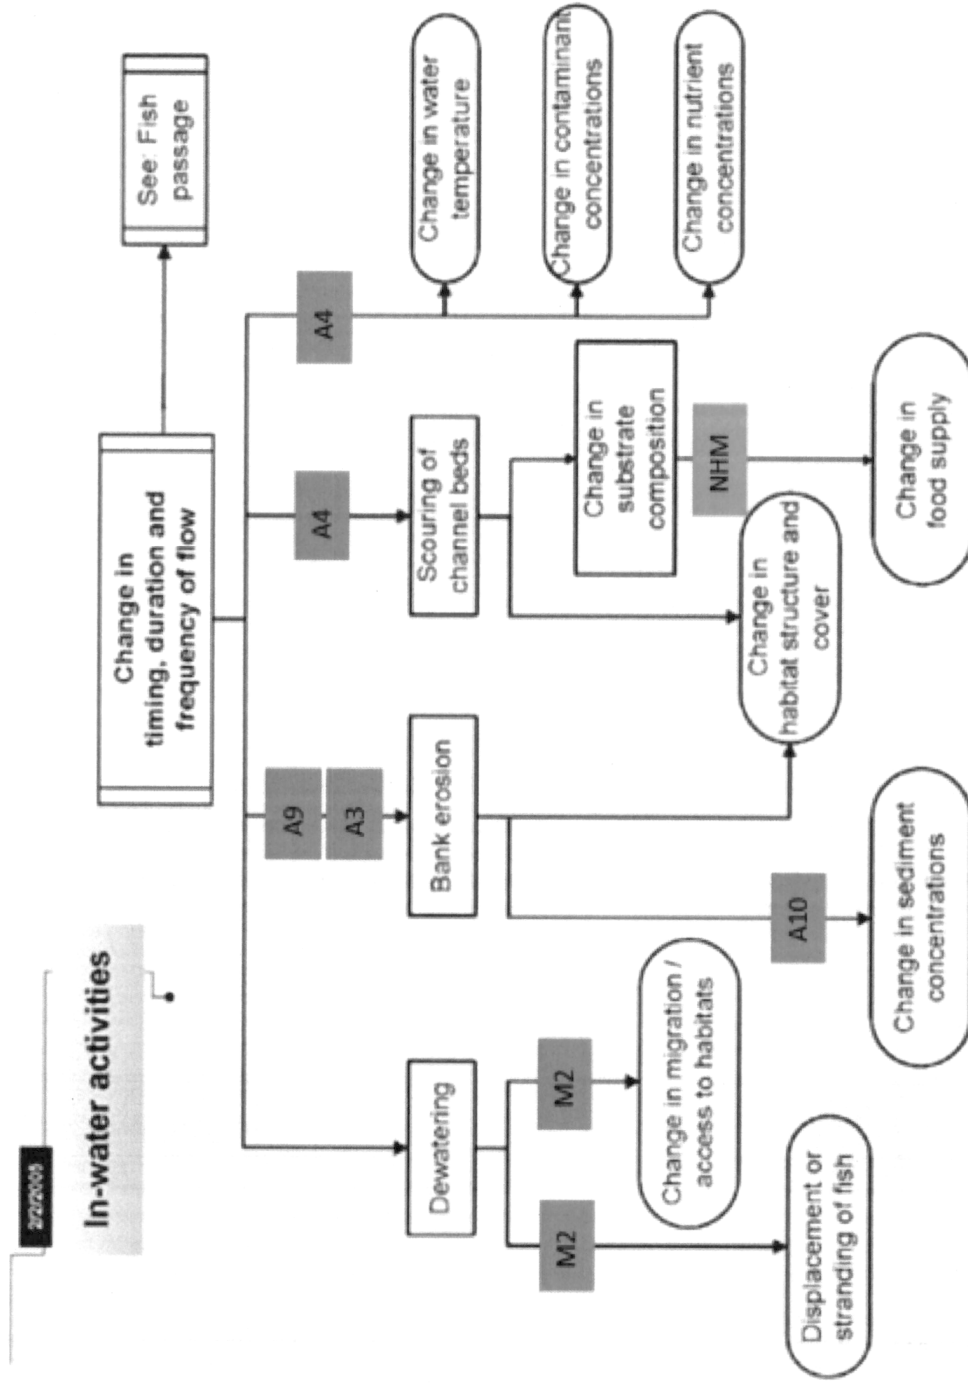 2/2/2005
In-water activities
Change in
timing, duration and
frequency of flow
See: Fish
passage
A9
A3
A4
A4
Dewatering
Bank erosion
Scouring of
channel beds
Change in water
temperature
M2
M2
Change in
substrate
composition
Change in contaminant
concentrations
Change in migration /
access to habitats
NHM
Change in nutrient
concentrations
A10
Change in
habitat structure and
cover
Displacement or
stranding of fish
Change in sediment
concentrations
Change in
food supply